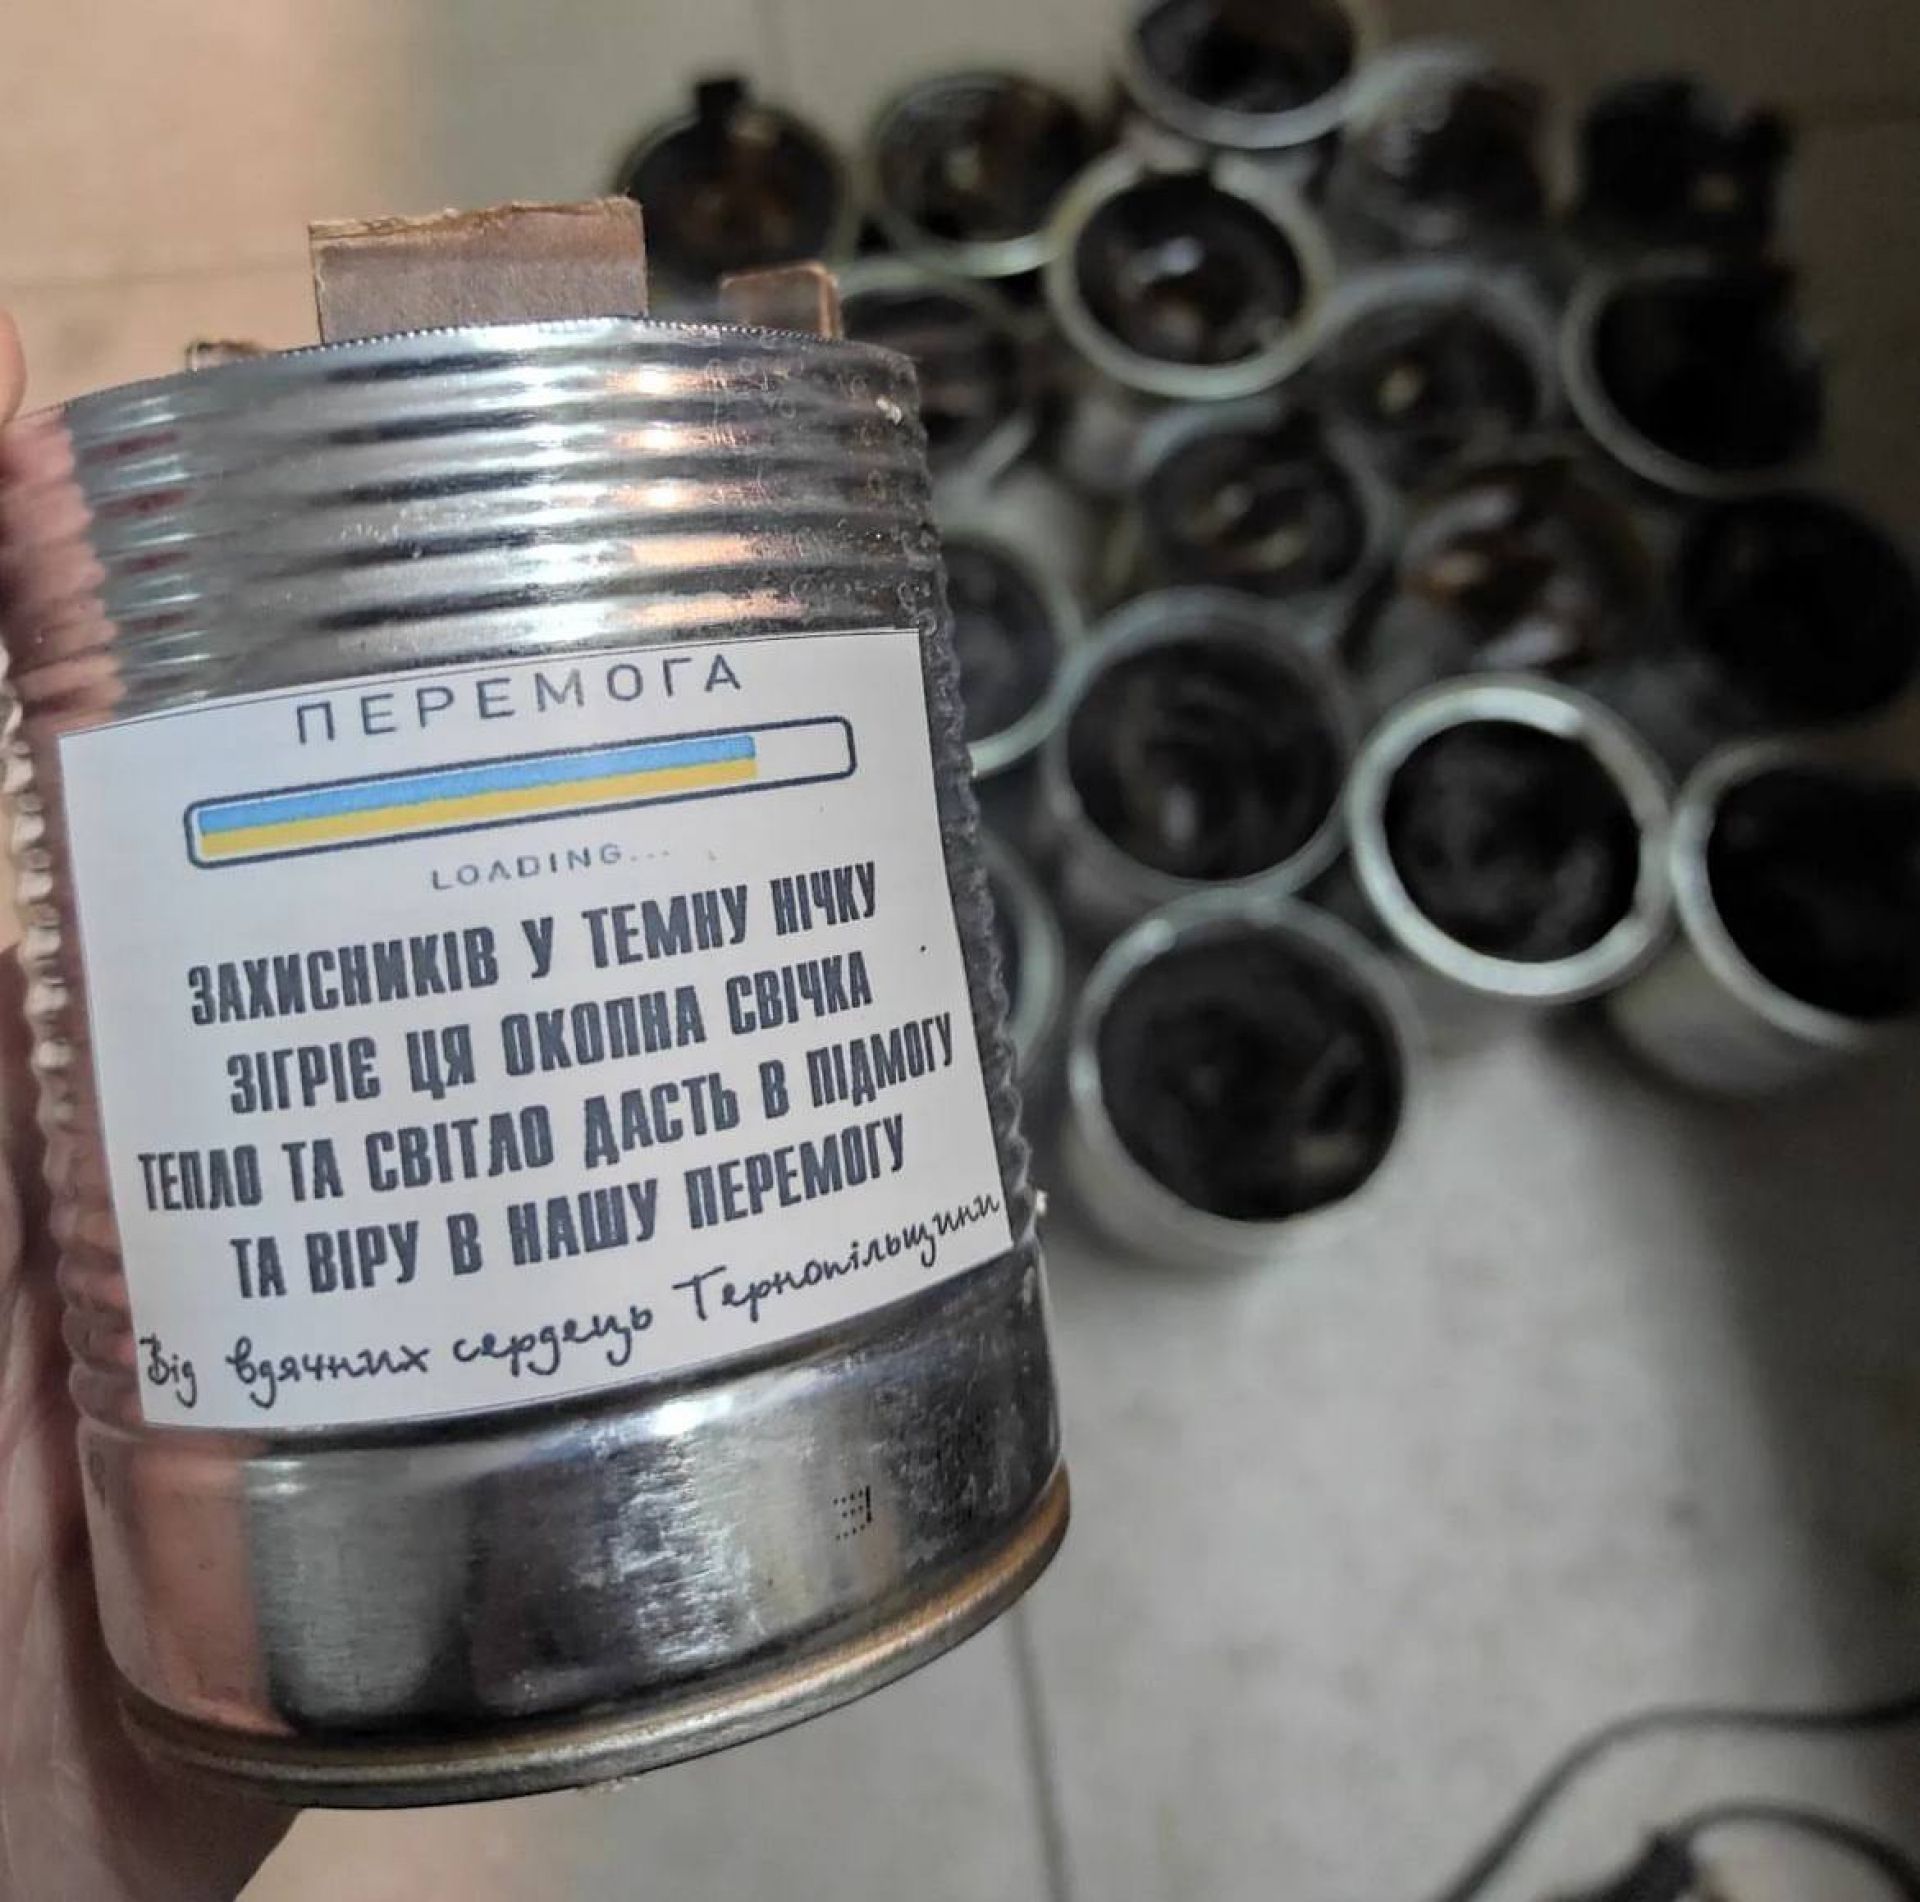 ПЕРЕМОГА
LOADING...
ЗАХИСНИКІВ У ТЕМНУ НІЧКУ
ЗІГРІЄ ЦЯ ОКОПНА СВІЧКА
ТЕПЛО ТА СВІТЛО ДАСТЬ В ПІДМОГУ
ТА ВІРУ В НАШУ ПЕРЕМОГУ
Від вдячних сердець Тернопільщини